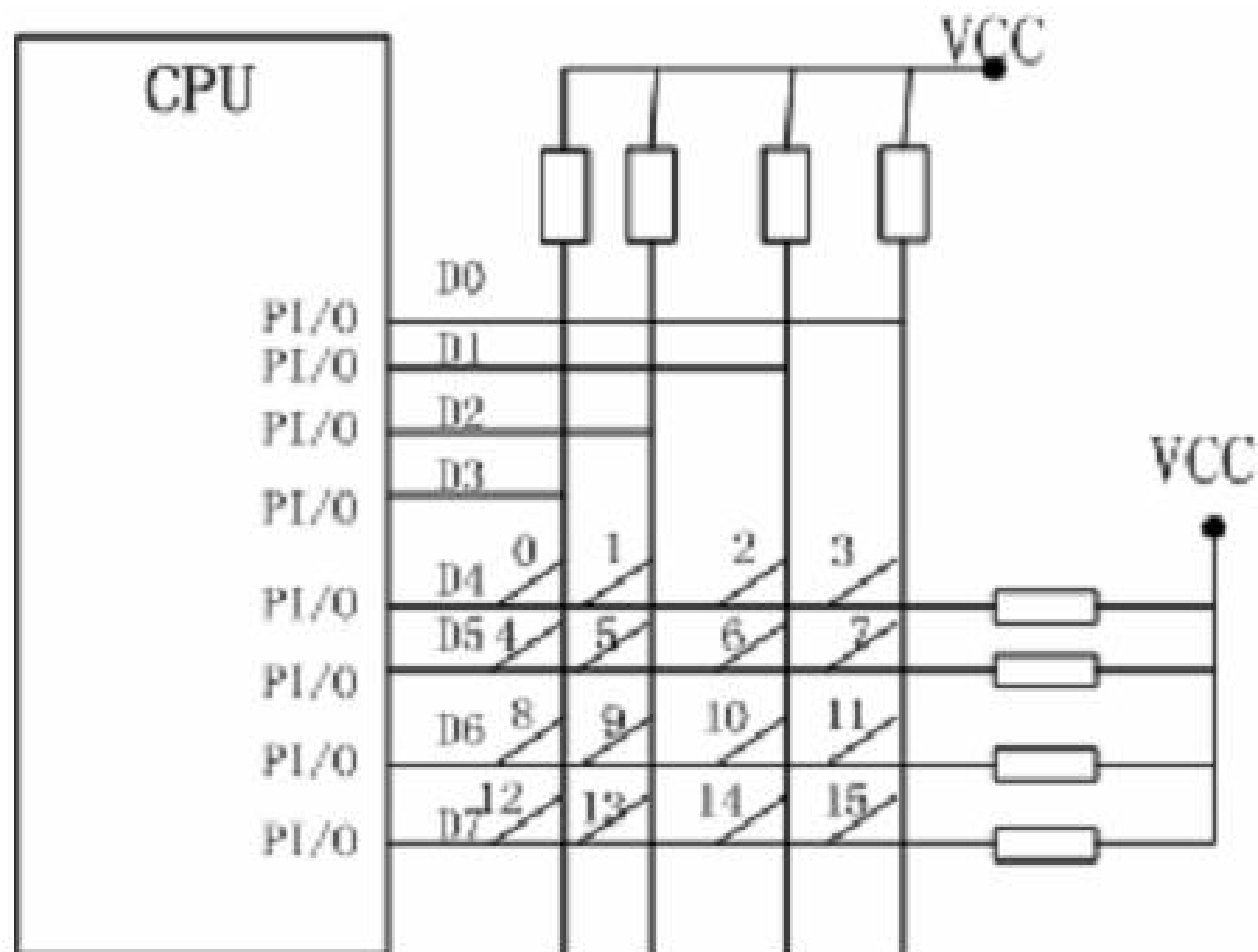 VCC
CPU
D0
PI/O
D1
PI/O
D2
PI/O
VCC
D3
PI/O
0 1 2 3
D4
PI/O
D5 4 5 6 7
PI/O
8 9 10 11
D6
PI/O
12 13 14 15
D7
PI/O